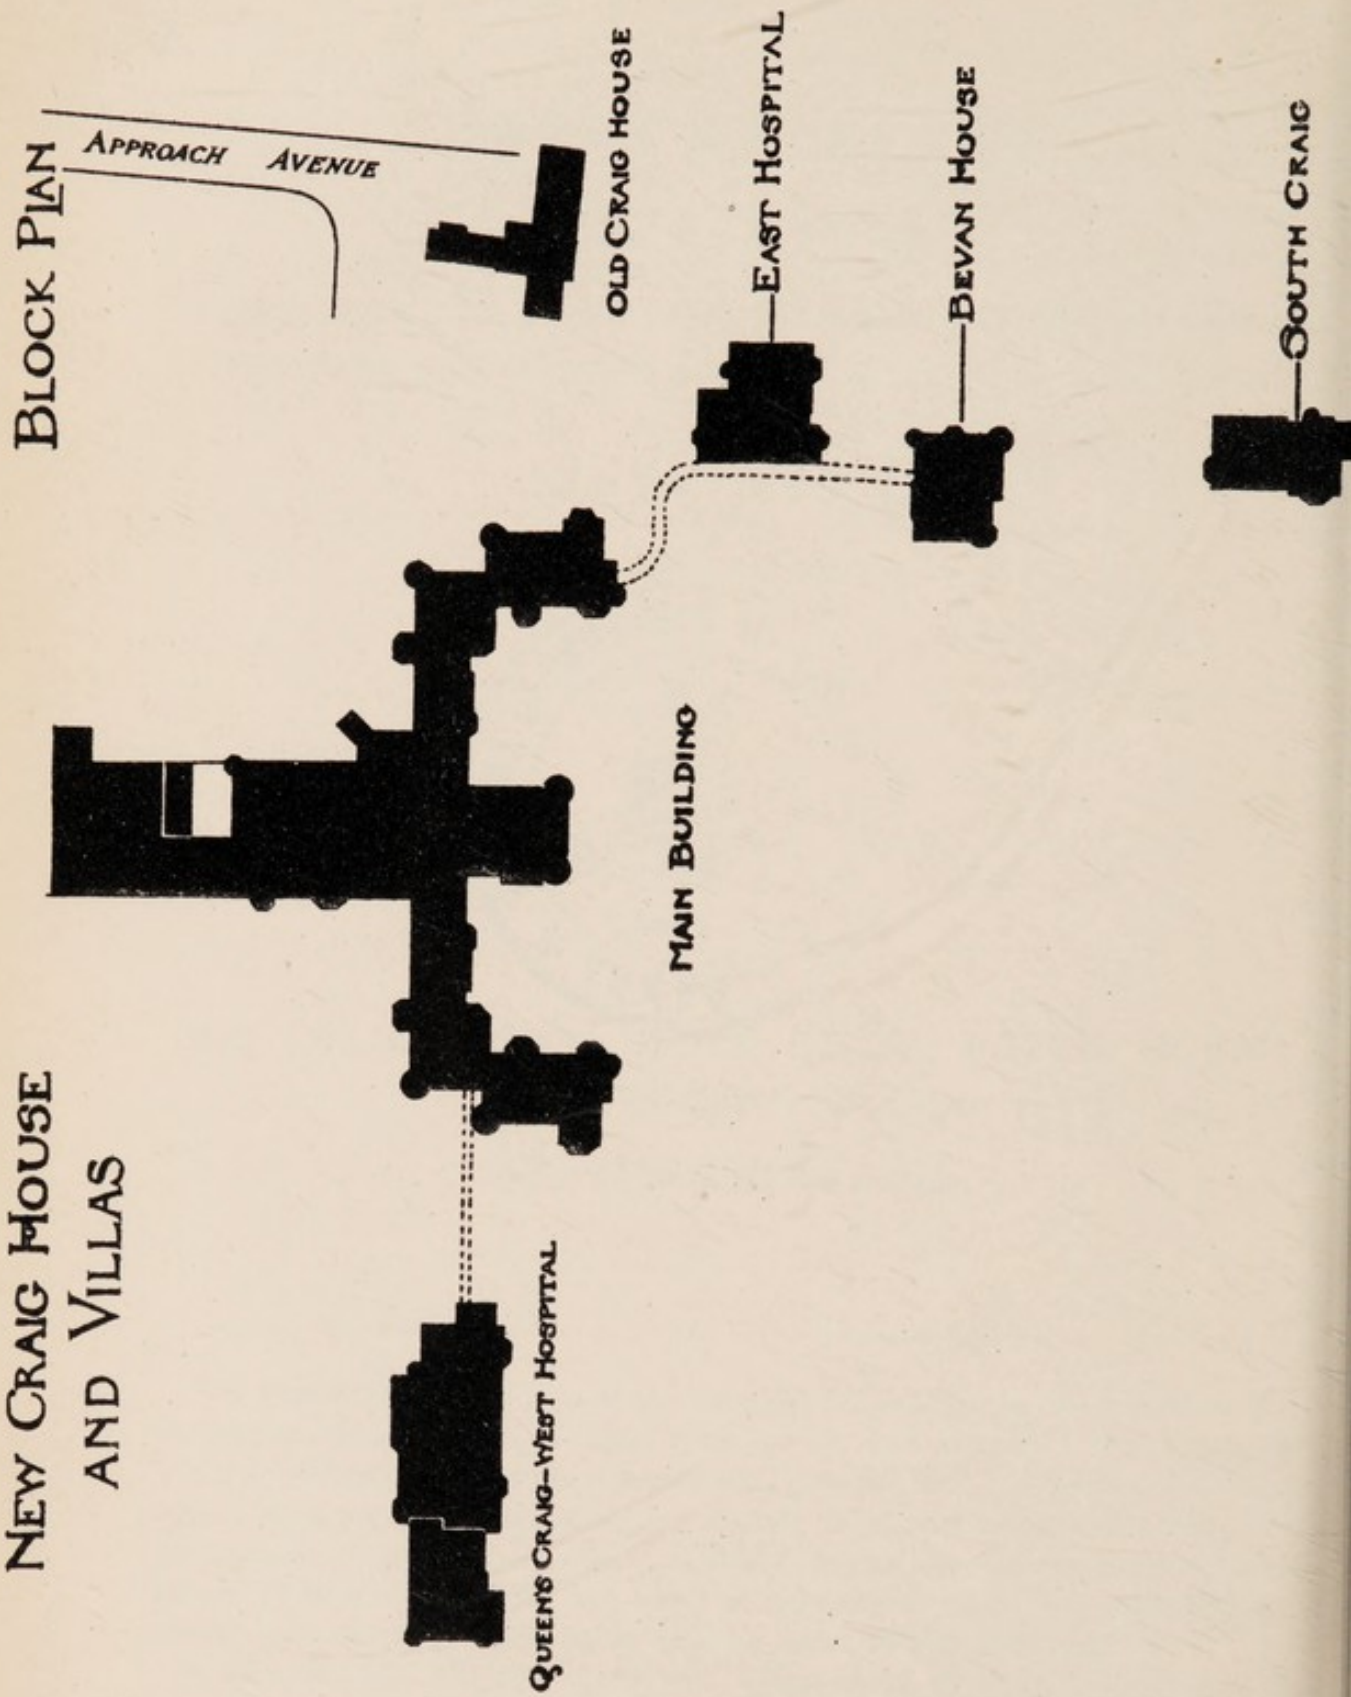 NEW CRAIG HOUSE
AND VILLAS
BLOCK PLAN
APPROACH AVENUE
OLD CRAIG HOUSE
EAST HOSPITAL
BEVAN HOUSE
SOUTH CRAIG
MAIN BUILDING
QUEEN'S CRAIG-WEST HOSPITAL